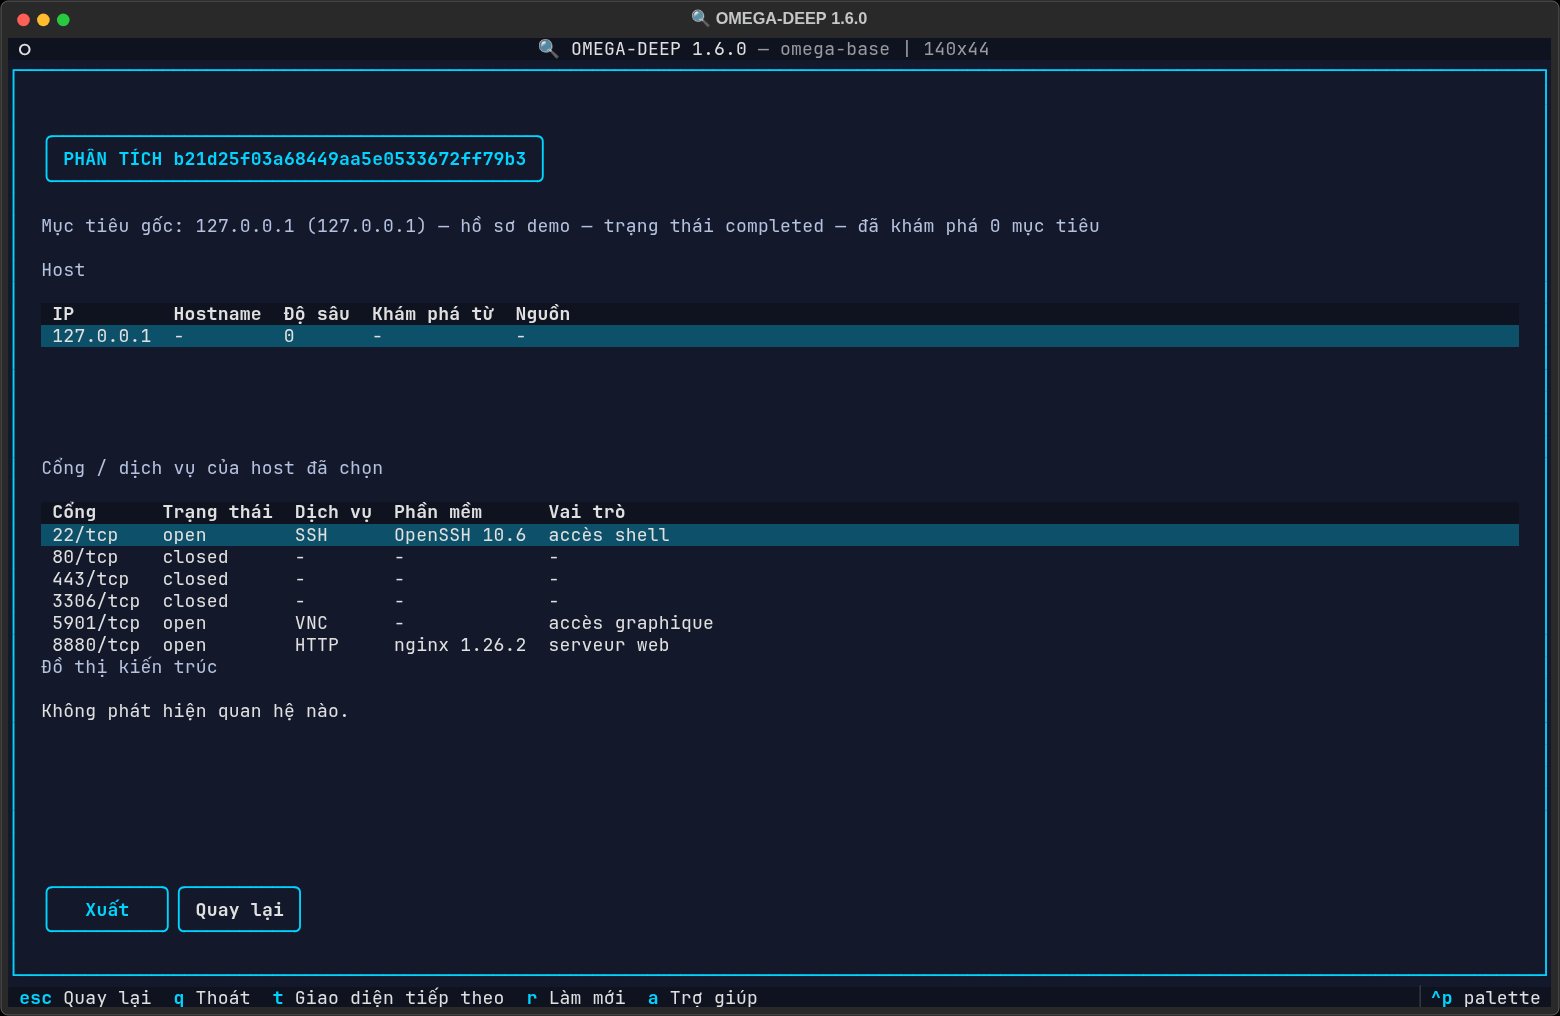 🔍 OMEGA-DEEP 1.6.0
🔍 OMEGA-DEEP 1.6.0 — omega-base | 140x44
PHÂN TÍCH b21d25f03a68449aa5e0533672ff79b3
Mục tiêu gốc: 127.0.0.1 (127.0.0.1) — hồ sơ demo — trạng thái completed — đã khám phá 0 mục tiêu
Host
IP Hostname Độ sâu Khám phá từ Nguồn
127.0.0.1 - 0 - -
Cổng / dịch vụ của host đã chọn
Cổng Trạng thái Dịch vụ Phần mềm Vai trò
22/tcp open SSH OpenSSH 10.6 accès shell
80/tcp closed - - -
443/tcp closed - - -
3306/tcp closed - - -
5901/tcp open VNC - accès graphique
8880/tcp open HTTP nginx 1.26.2 serveur web
Đồ thị kiến trúc
Không phát hiện quan hệ nào.
Xuất Quay lại
esc Quay lại q Thoát t Giao diện tiếp theo r Làm mới a Trợ giúp ^p palette